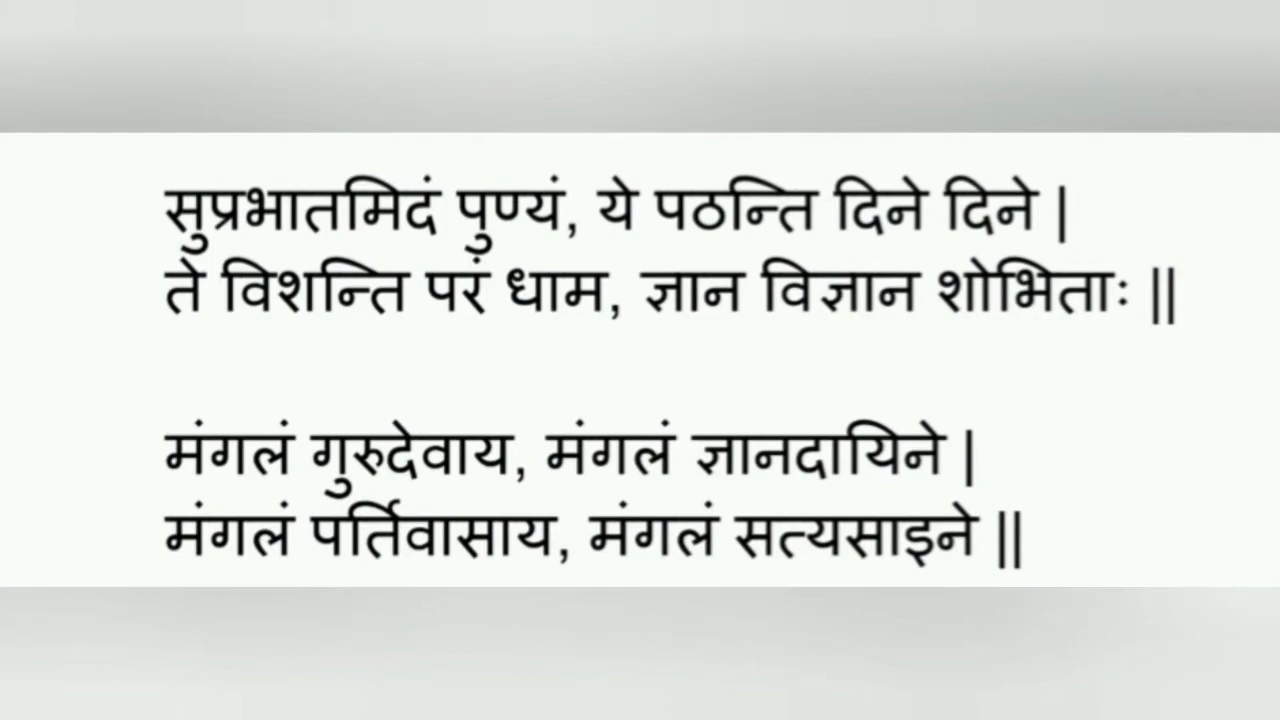 सुप्रभातमिदं पुण्यं, ये पठन्ति दिने दिने |
ते विशन्ति परं धाम, ज्ञान विज्ञान शोभिताः ||
मंगलं गुरुदेवाय, मंगलं ज्ञानदायिने |
मंगलं पर्तिवासाय, मंगलं सत्यसाइने ||